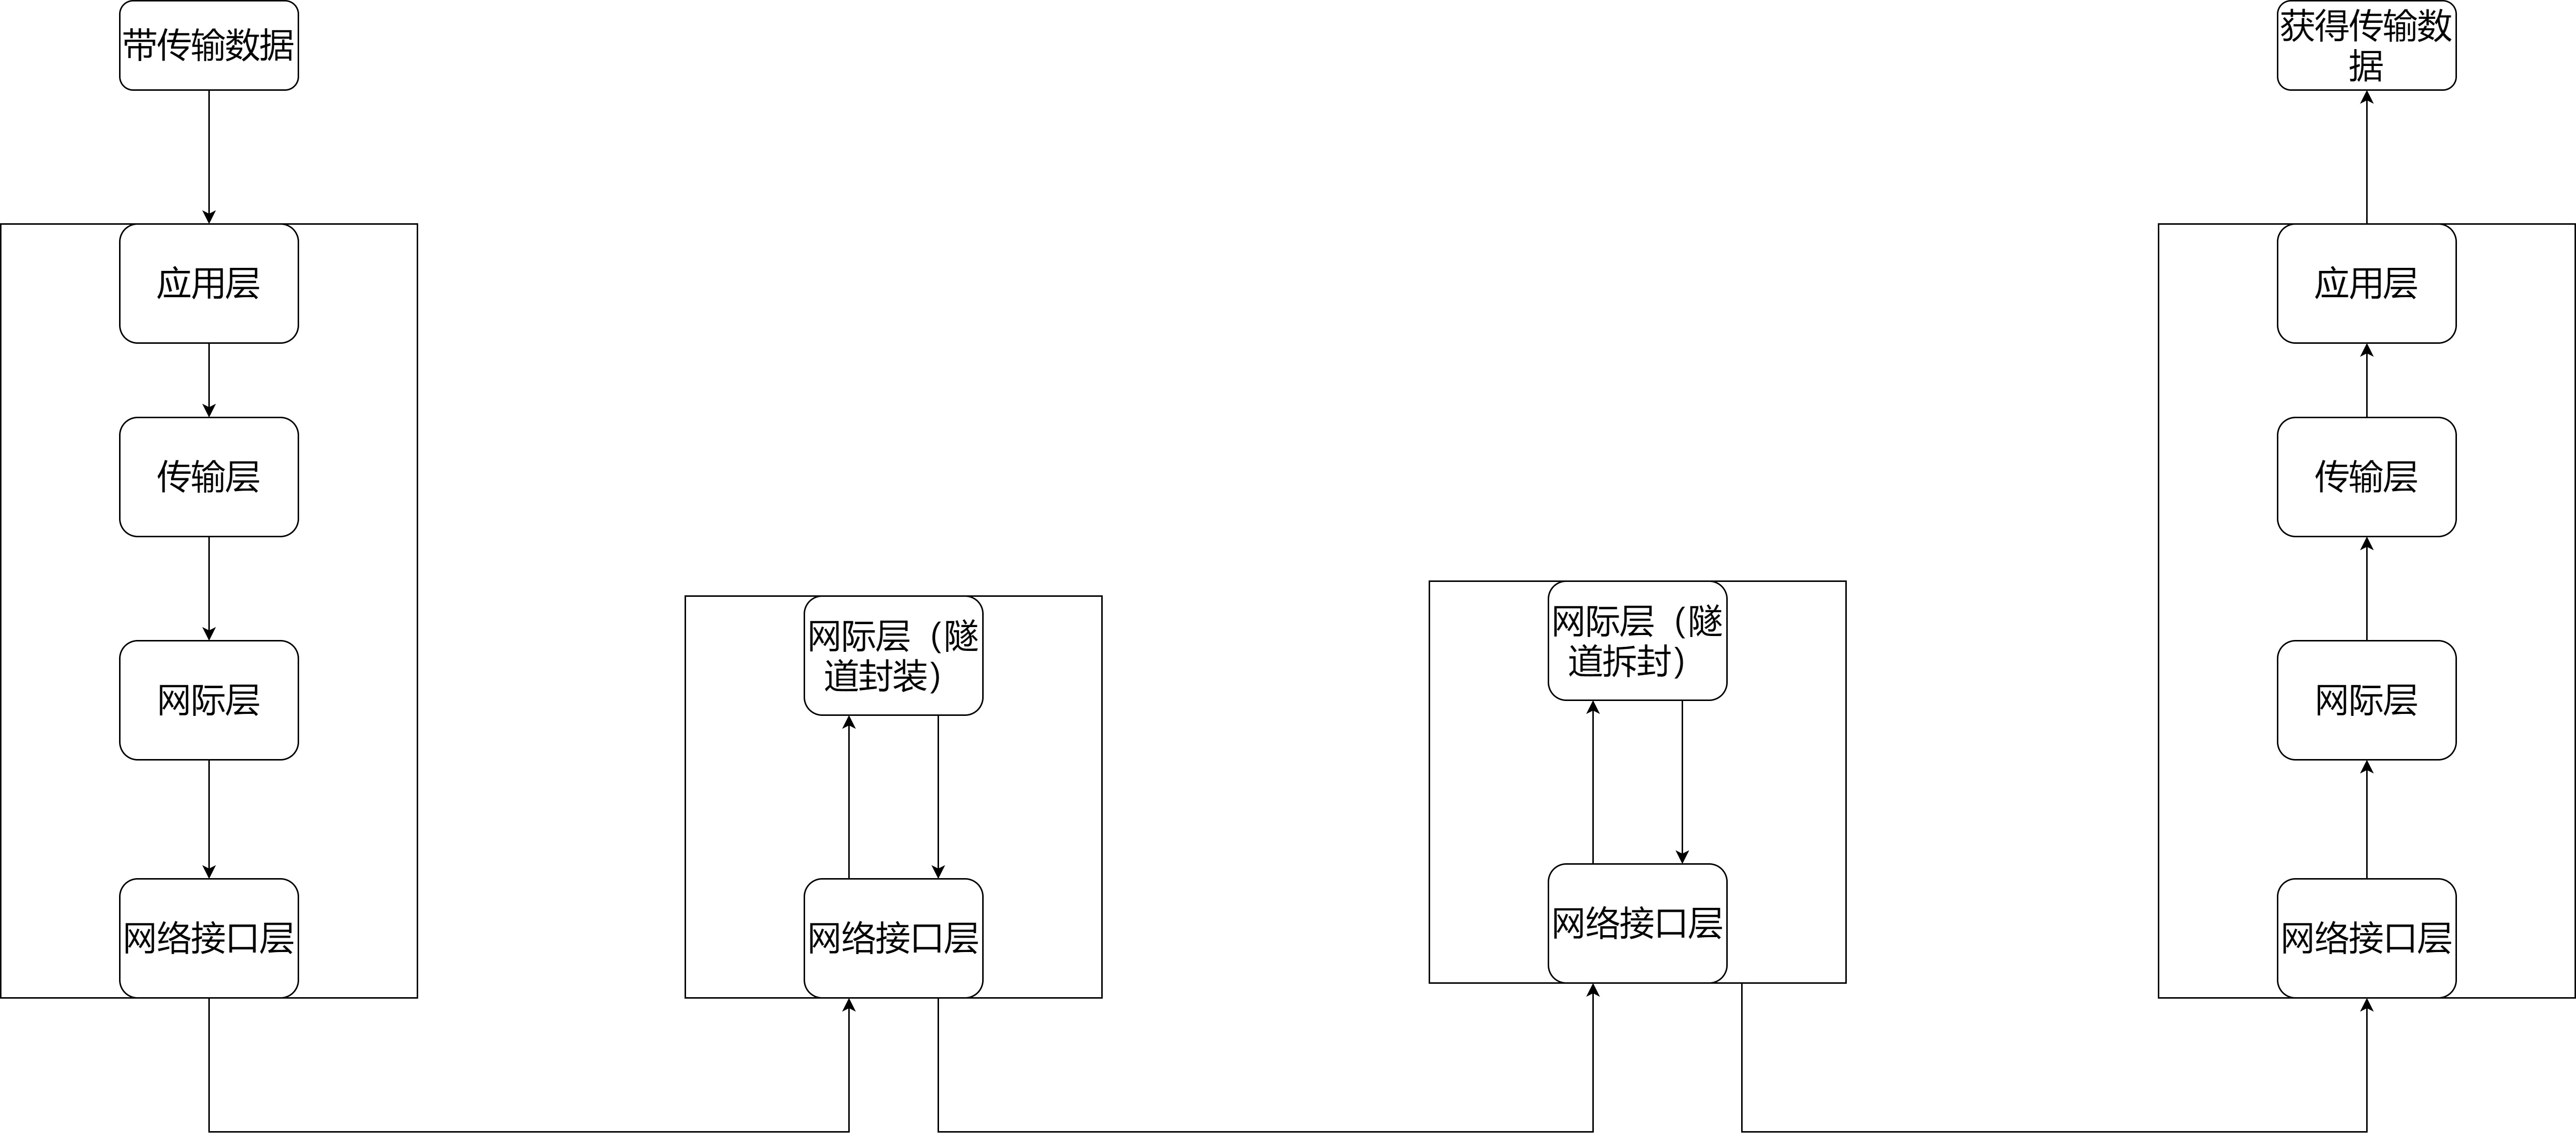 带传输数据
应用层
传输层
网际层
网络接口层
网际层（隧
道封装）
网络接口层
网际层（隧
道拆封）
网络接口层
获得传输数
据
应用层
传输层
网际层
网络接口层